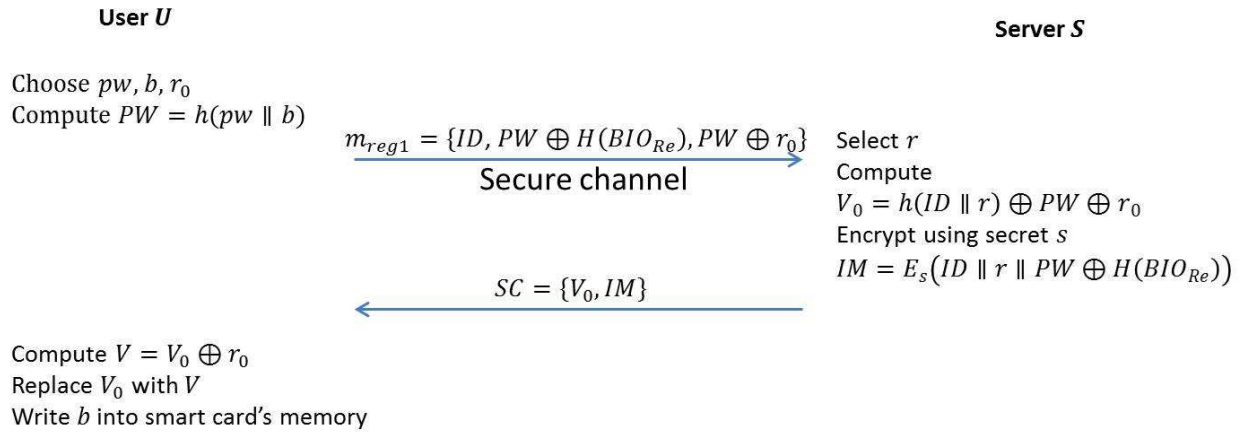 User U
Server S
Choose pw, b, r₀
Compute PW = h(pw ∥ b)
m_reg1 = {ID, PW ⊕ H(BIO_Re), PW ⊕ r₀}
Secure channel
Select r
Compute
V₀ = h(ID ∥ r) ⊕ PW ⊕ r₀
Encrypt using secret s
IM = E_s(ID ∥ r ∥ PW ⊕ H(BIO_Re))
SC = {V₀, IM}
Compute V = V₀ ⊕ r₀
Replace V₀ with V
Write b into smart card's memory